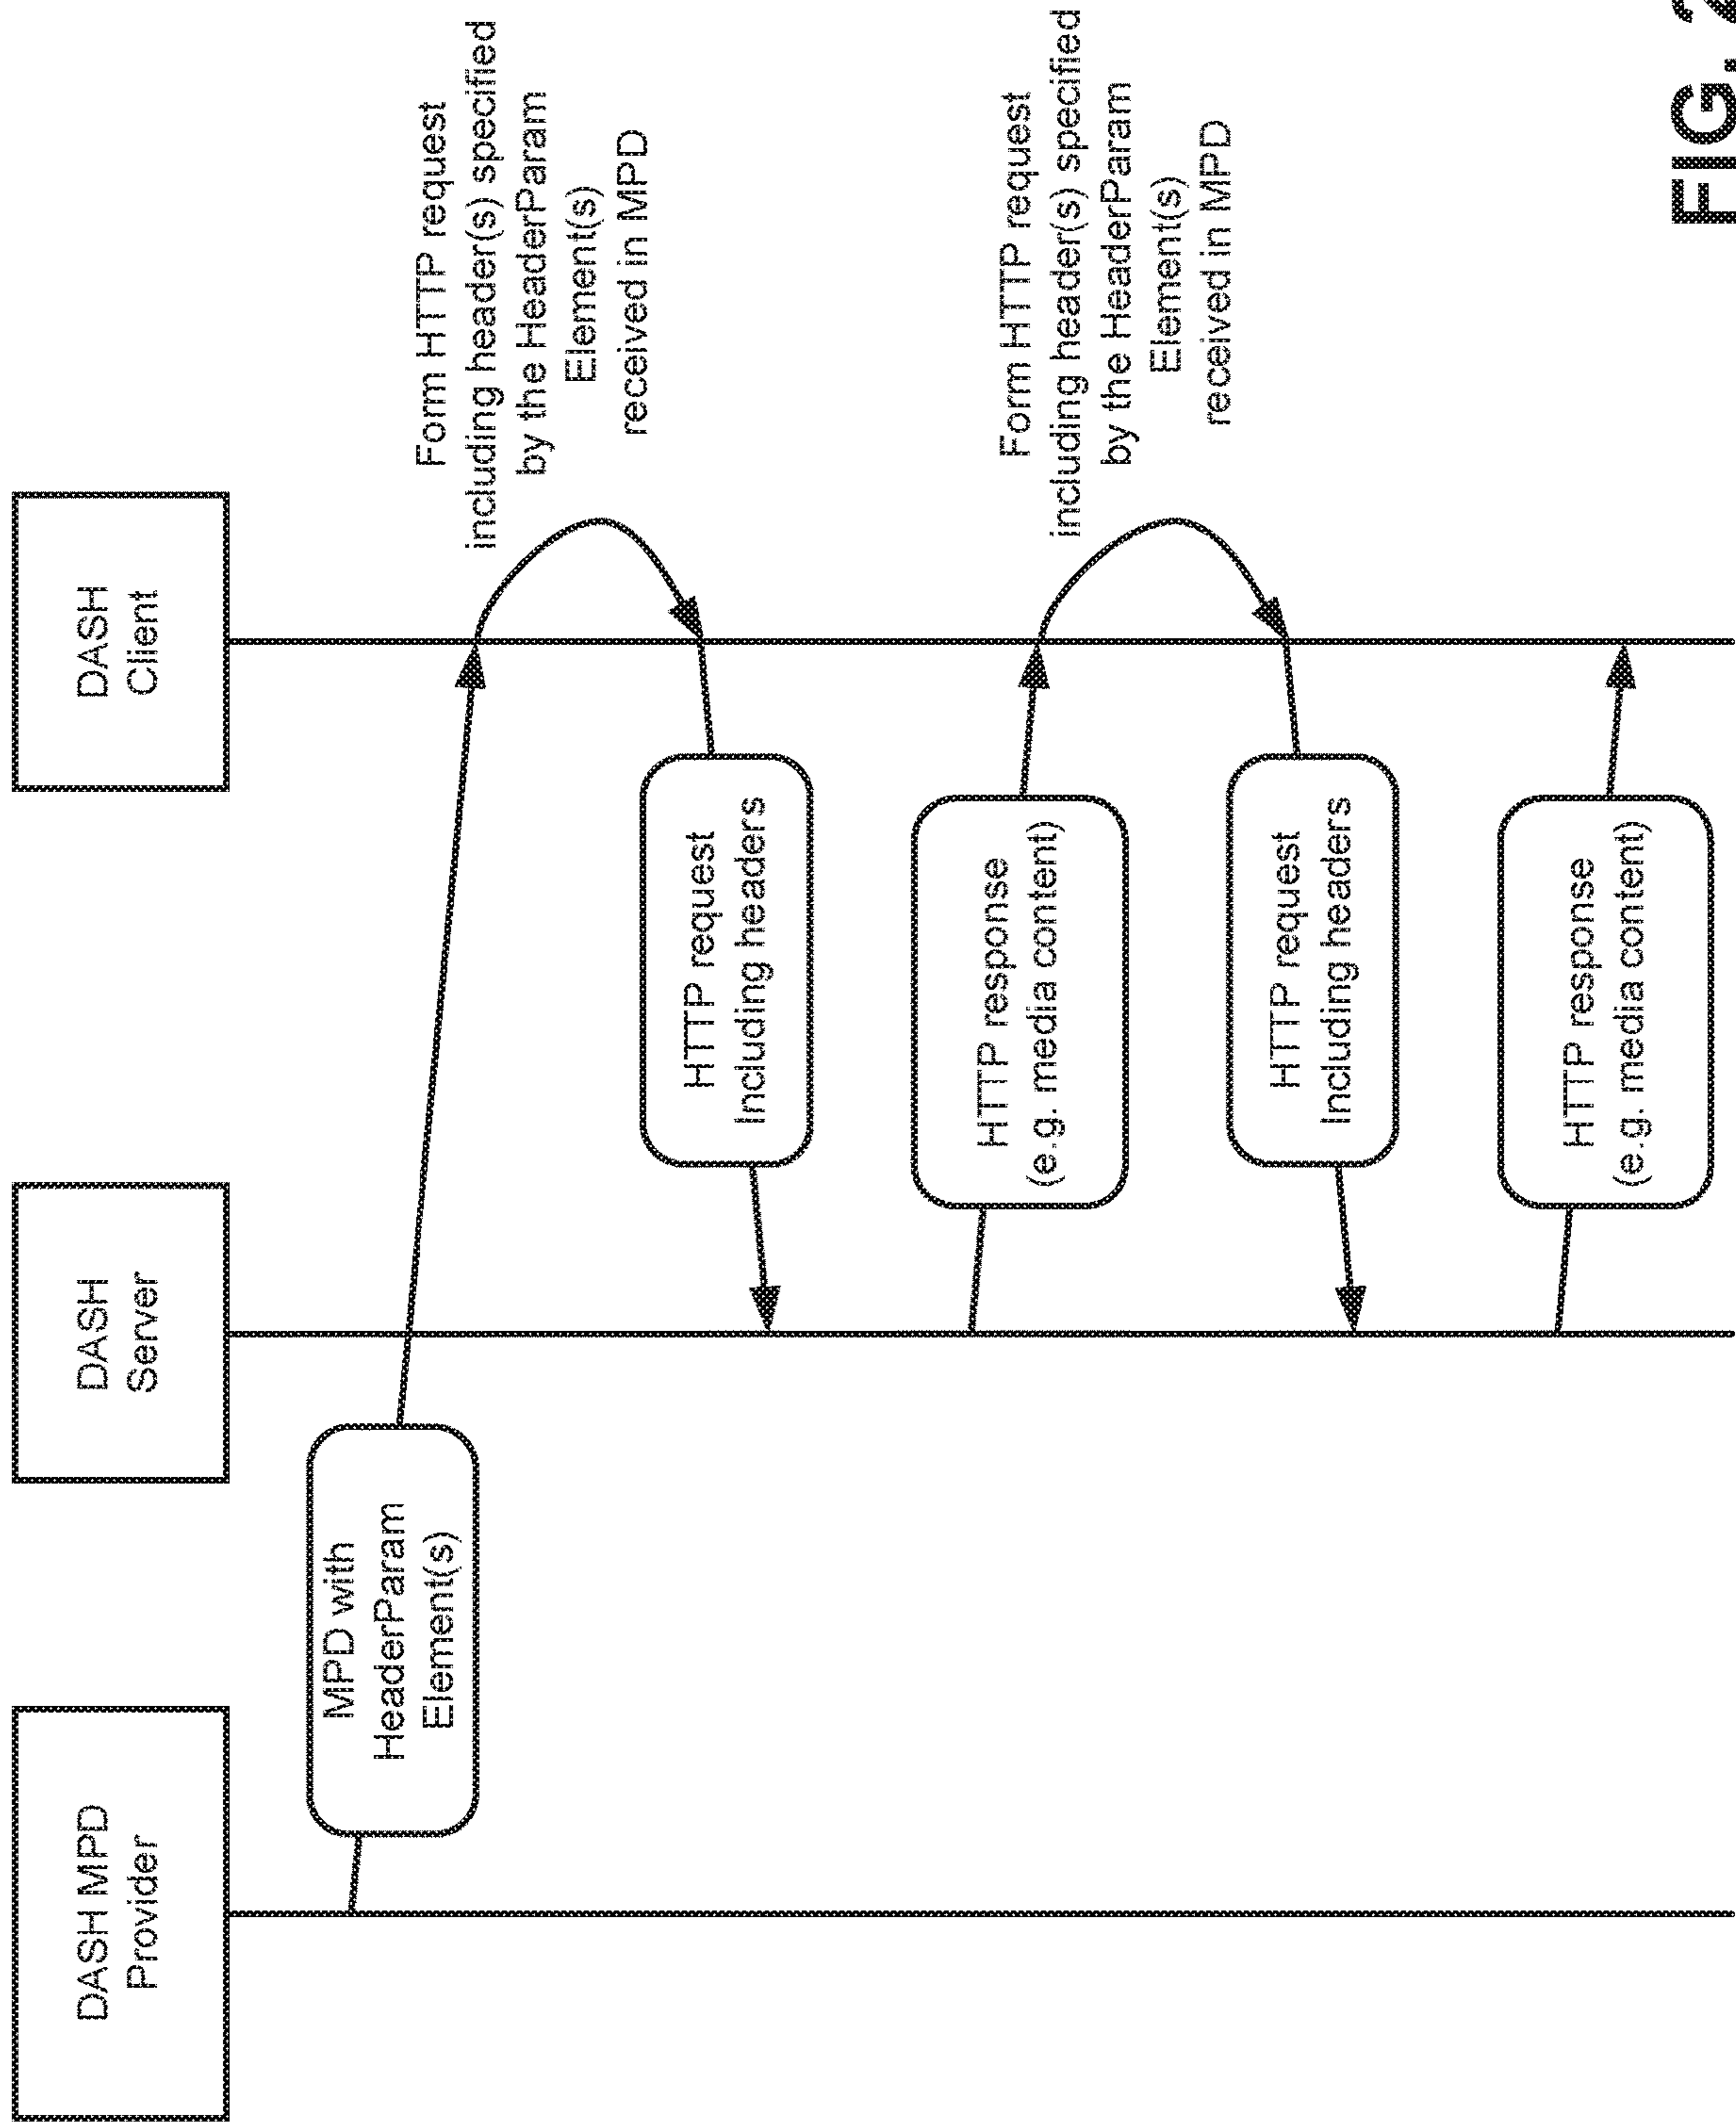 DASH MPD
Provider
DASH
Server
DASH
Client
MPD with
HeaderParam
Element(s)
Form HTTP request
including header(s) specified
by the HeaderParam
Element(s)
received in MPD
HTTP request
Including headers
HTTP response
(e.g. media content)
Form HTTP request
including header(s) specified
by the HeaderParam
Element(s)
received in MPD
HTTP request
Including headers
HTTP response
(e.g. media content)
FIG. 2